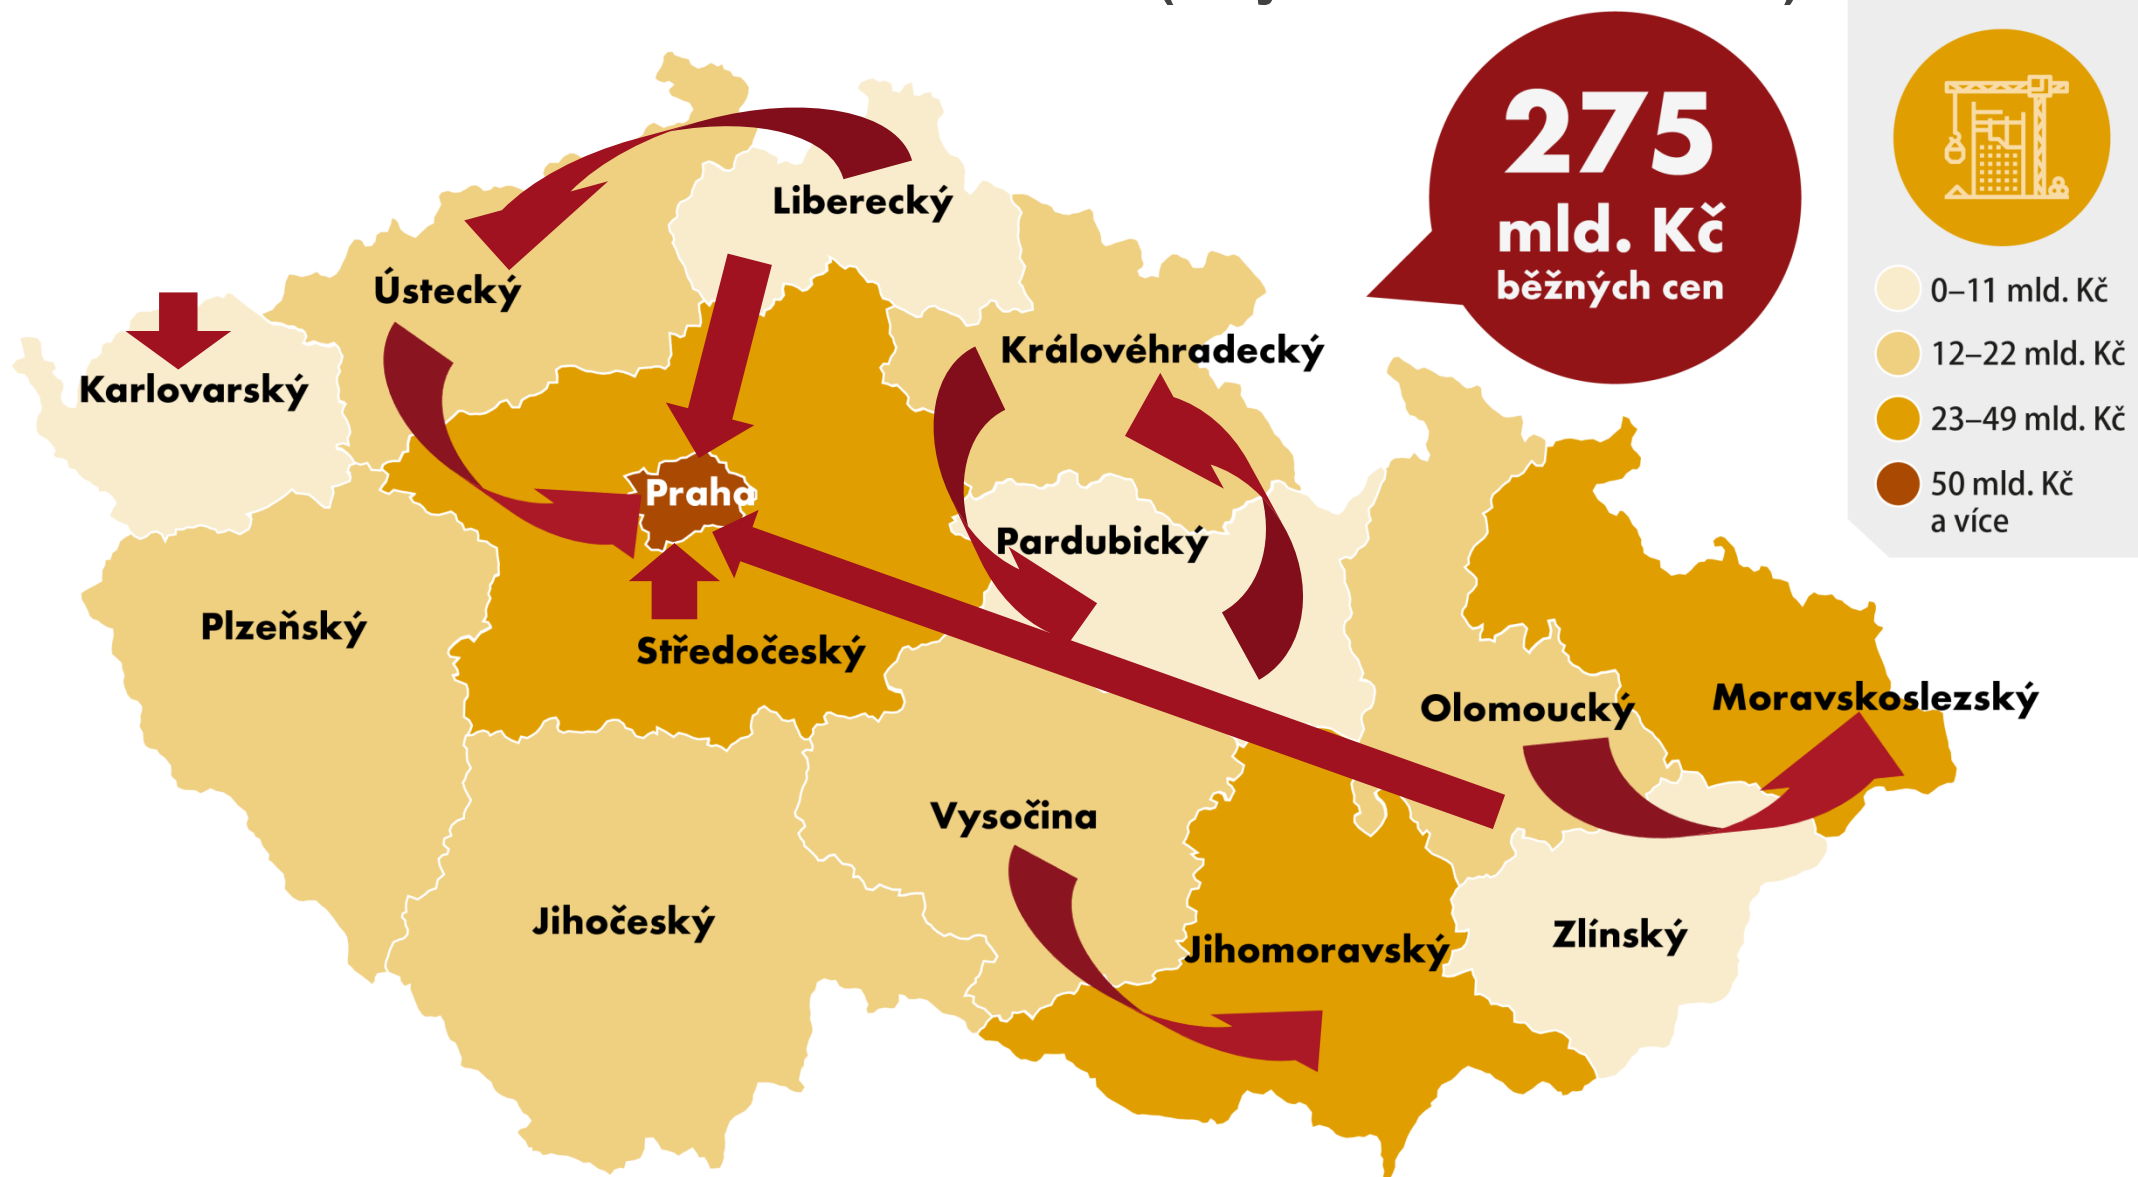 275
mld. Kč
běžných cen
0–11 mld. Kč
12–22 mld. Kč
23–49 mld. Kč
50 mld. Kč
a více
Liberecký
Ústecký
Královéhradecký
Karlovarský
Praha
Pardubický
Plzeňský
Středočeský
Olomoucký
Moravskoslezský
Vysočina
Jihočeský
Jihomoravský
Zlínský